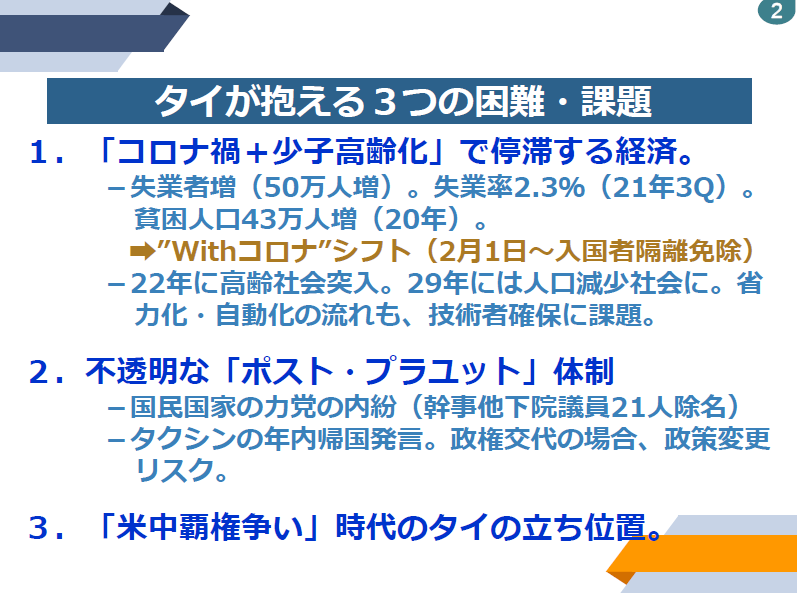 2
タイが抱える３つの困難・課題
１．「コロナ禍＋少子高齢化」で停滞する経済。
－失業者増（50万人増）。失業率2.3%（21年3Q）。
貧困人口43万人増（20年）。
➡”Withコロナ”シフト（2月1日～入国者隔離免除）
－22年に高齢社会突入。29年には人口減少社会に。省
力化・自動化の流れも、技術者確保に課題。
２．不透明な「ポスト・プラユット」体制
－国民国家の力党の内紛（幹事他下院議員21人除名）
－タクシンの年内帰国発言。政権交代の場合、政策変更
リスク。
３．「米中覇権争い」時代のタイの立ち位置。